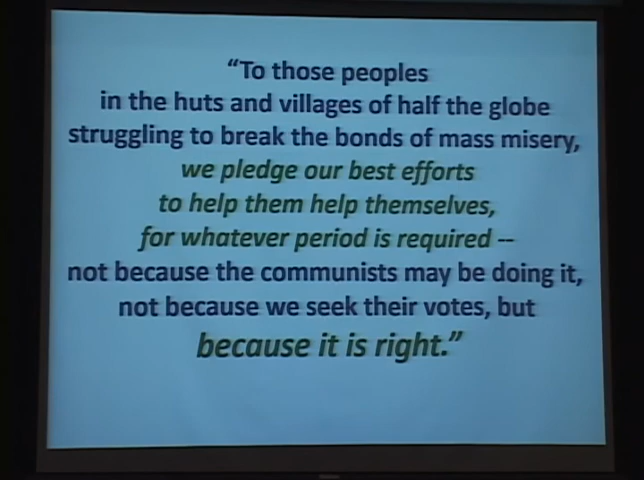 “To those peoples
in the huts and villages of half the globe
struggling to break the bonds of mass misery,
we pledge our best efforts
to help them help themselves,
for whatever period is required --
not because the communists may be doing it,
not because we seek their votes, but
because it is right.”